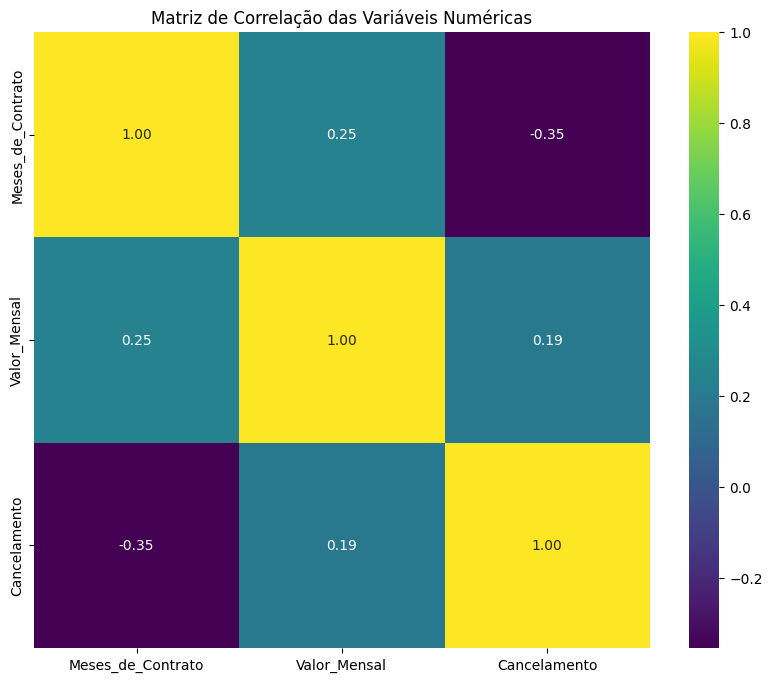 Matriz de Correlação das Variáveis Numéricas
Meses_de_Contrato
1.00
0.25
-0.35
Valor_Mensal
0.25
1.00
0.19
Cancelamento
-0.35
0.19
1.00
Meses_de_Contrato
Valor_Mensal
Cancelamento
1.0
0.8
0.6
0.4
0.2
0.0
−0.2